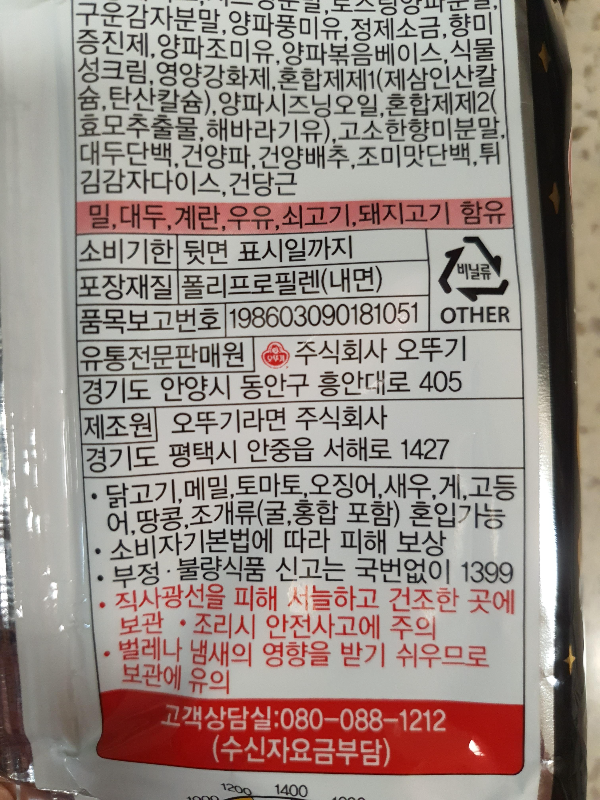 구운감자분말,양파풍미유,정제소금,향미
증진제,양파조미유,양파볶음베이스,식물
성크림,영양강화제,혼합제제1(제삼인산칼
슘,탄산칼슘),양파시즈닝오일,혼합제제2(
효모추출물,해바라기유),고소한향미분말,
대두단백,건양파,건양배추,조미맛단백,튀
김감자다이스,건당근
밀,대두,계란,우유,쇠고기,돼지고기 함유
소비기한 뒷면 표시일까지
포장재질 폴리프로필렌(내면)
비닐류
OTHER
품목보고번호 198603090181051
유통전문판매원 오뚜기 주식회사 오뚜기
경기도 안양시 동안구 흥안대로 405
제조원 오뚜기라면 주식회사
경기도 평택시 안중읍 서해로 1427
• 닭고기,메밀,토마토,오징어,새우,게,고등
어,땅콩,조개류(굴,홍합 포함) 혼입가능
• 소비자기본법에 따라 피해 보상
• 부정·불량식품 신고는 국번없이 1399
• 직사광선을 피해 서늘하고 건조한 곳에
보관 • 조리시 안전사고에 주의
• 벌레나 냄새의 영향을 받기 쉬우므로
보관에 유의
고객상담실:080-088-1212
(수신자요금부담)
1200 1400